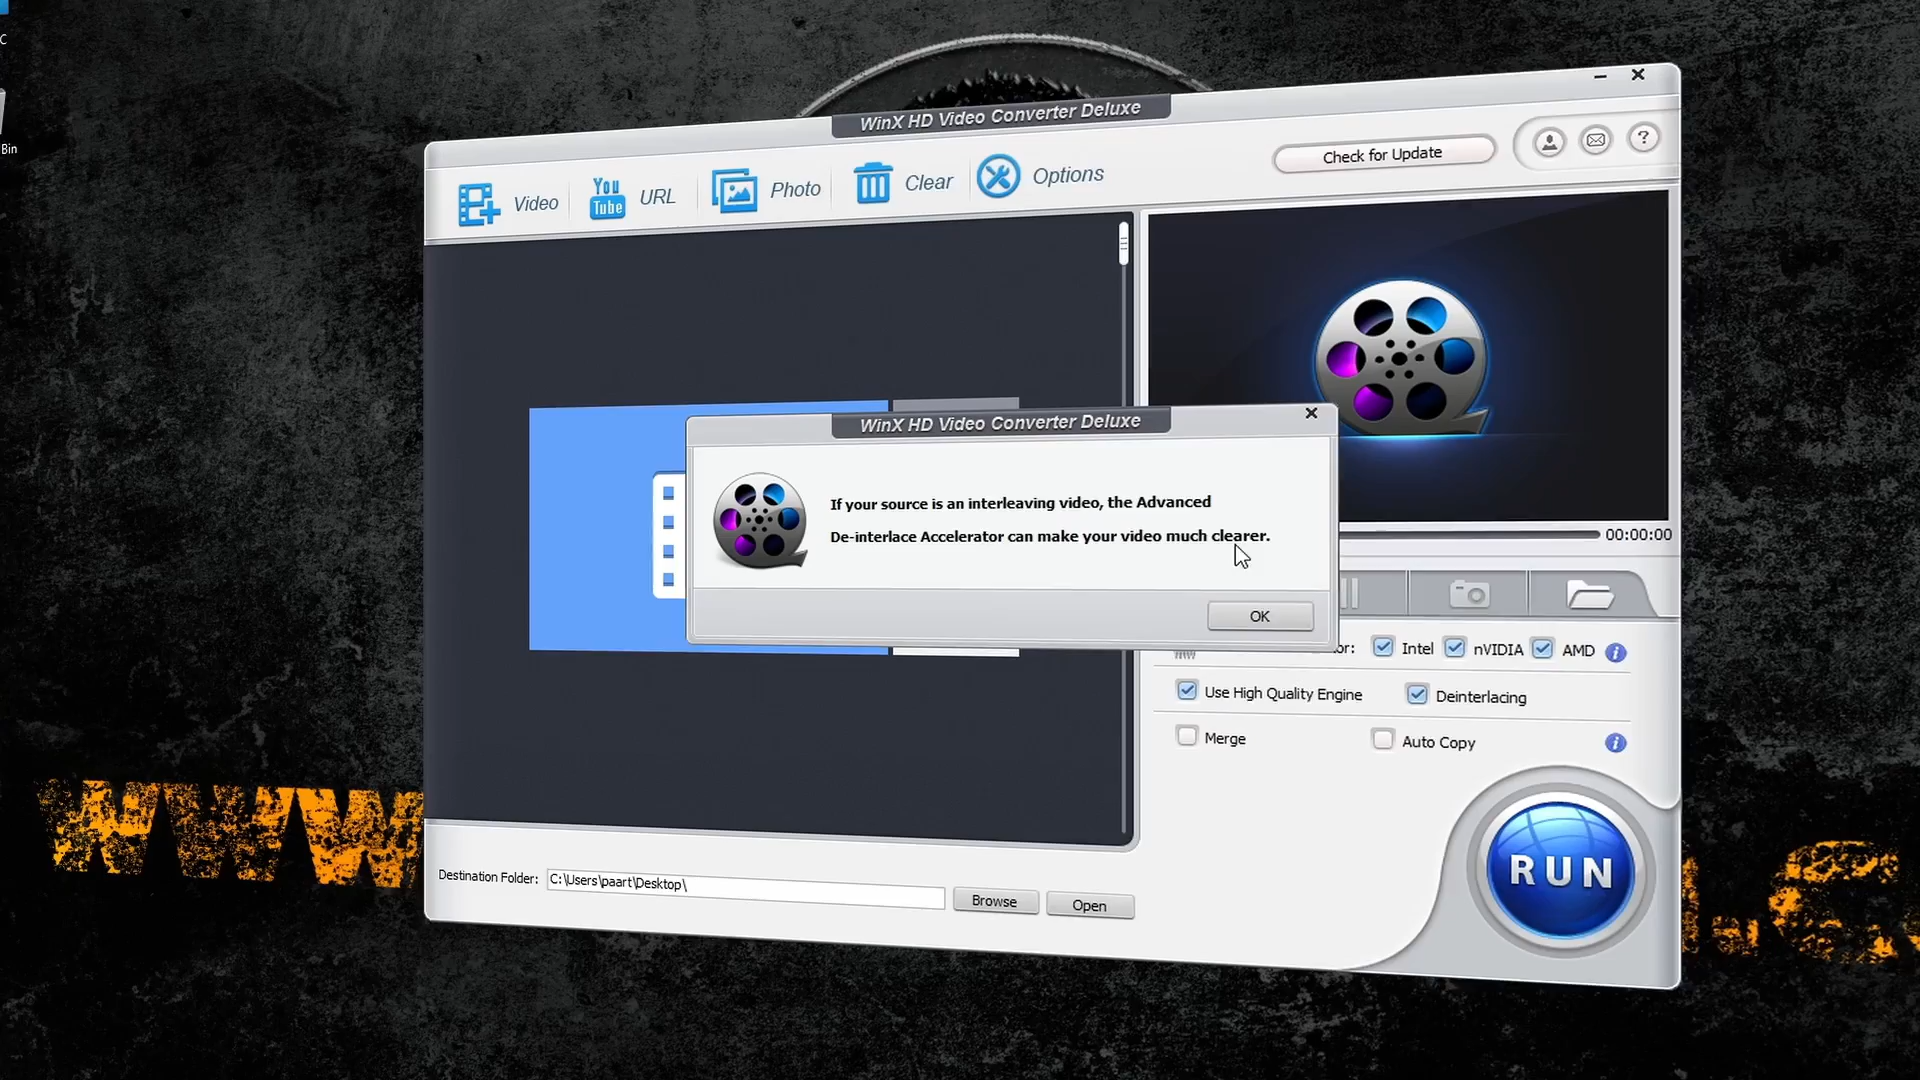 C
Bin
WinX HD Video Converter Deluxe
Video
You
Tube
URL
Photo
Clear
Options
Check for Update
?
WinX HD Video Converter Deluxe
If your source is an interleaving video, the Advanced
De-interlace Accelerator can make your video much clearer.
OK
00:00:00
or:
Intel
nVIDIA
AMD
i
Use High Quality Engine
Deinterlacing
Merge
Auto Copy
i
RUN
Destination Folder:
C:\Users\paart\Desktop\
Browse
Open
WWW
.C